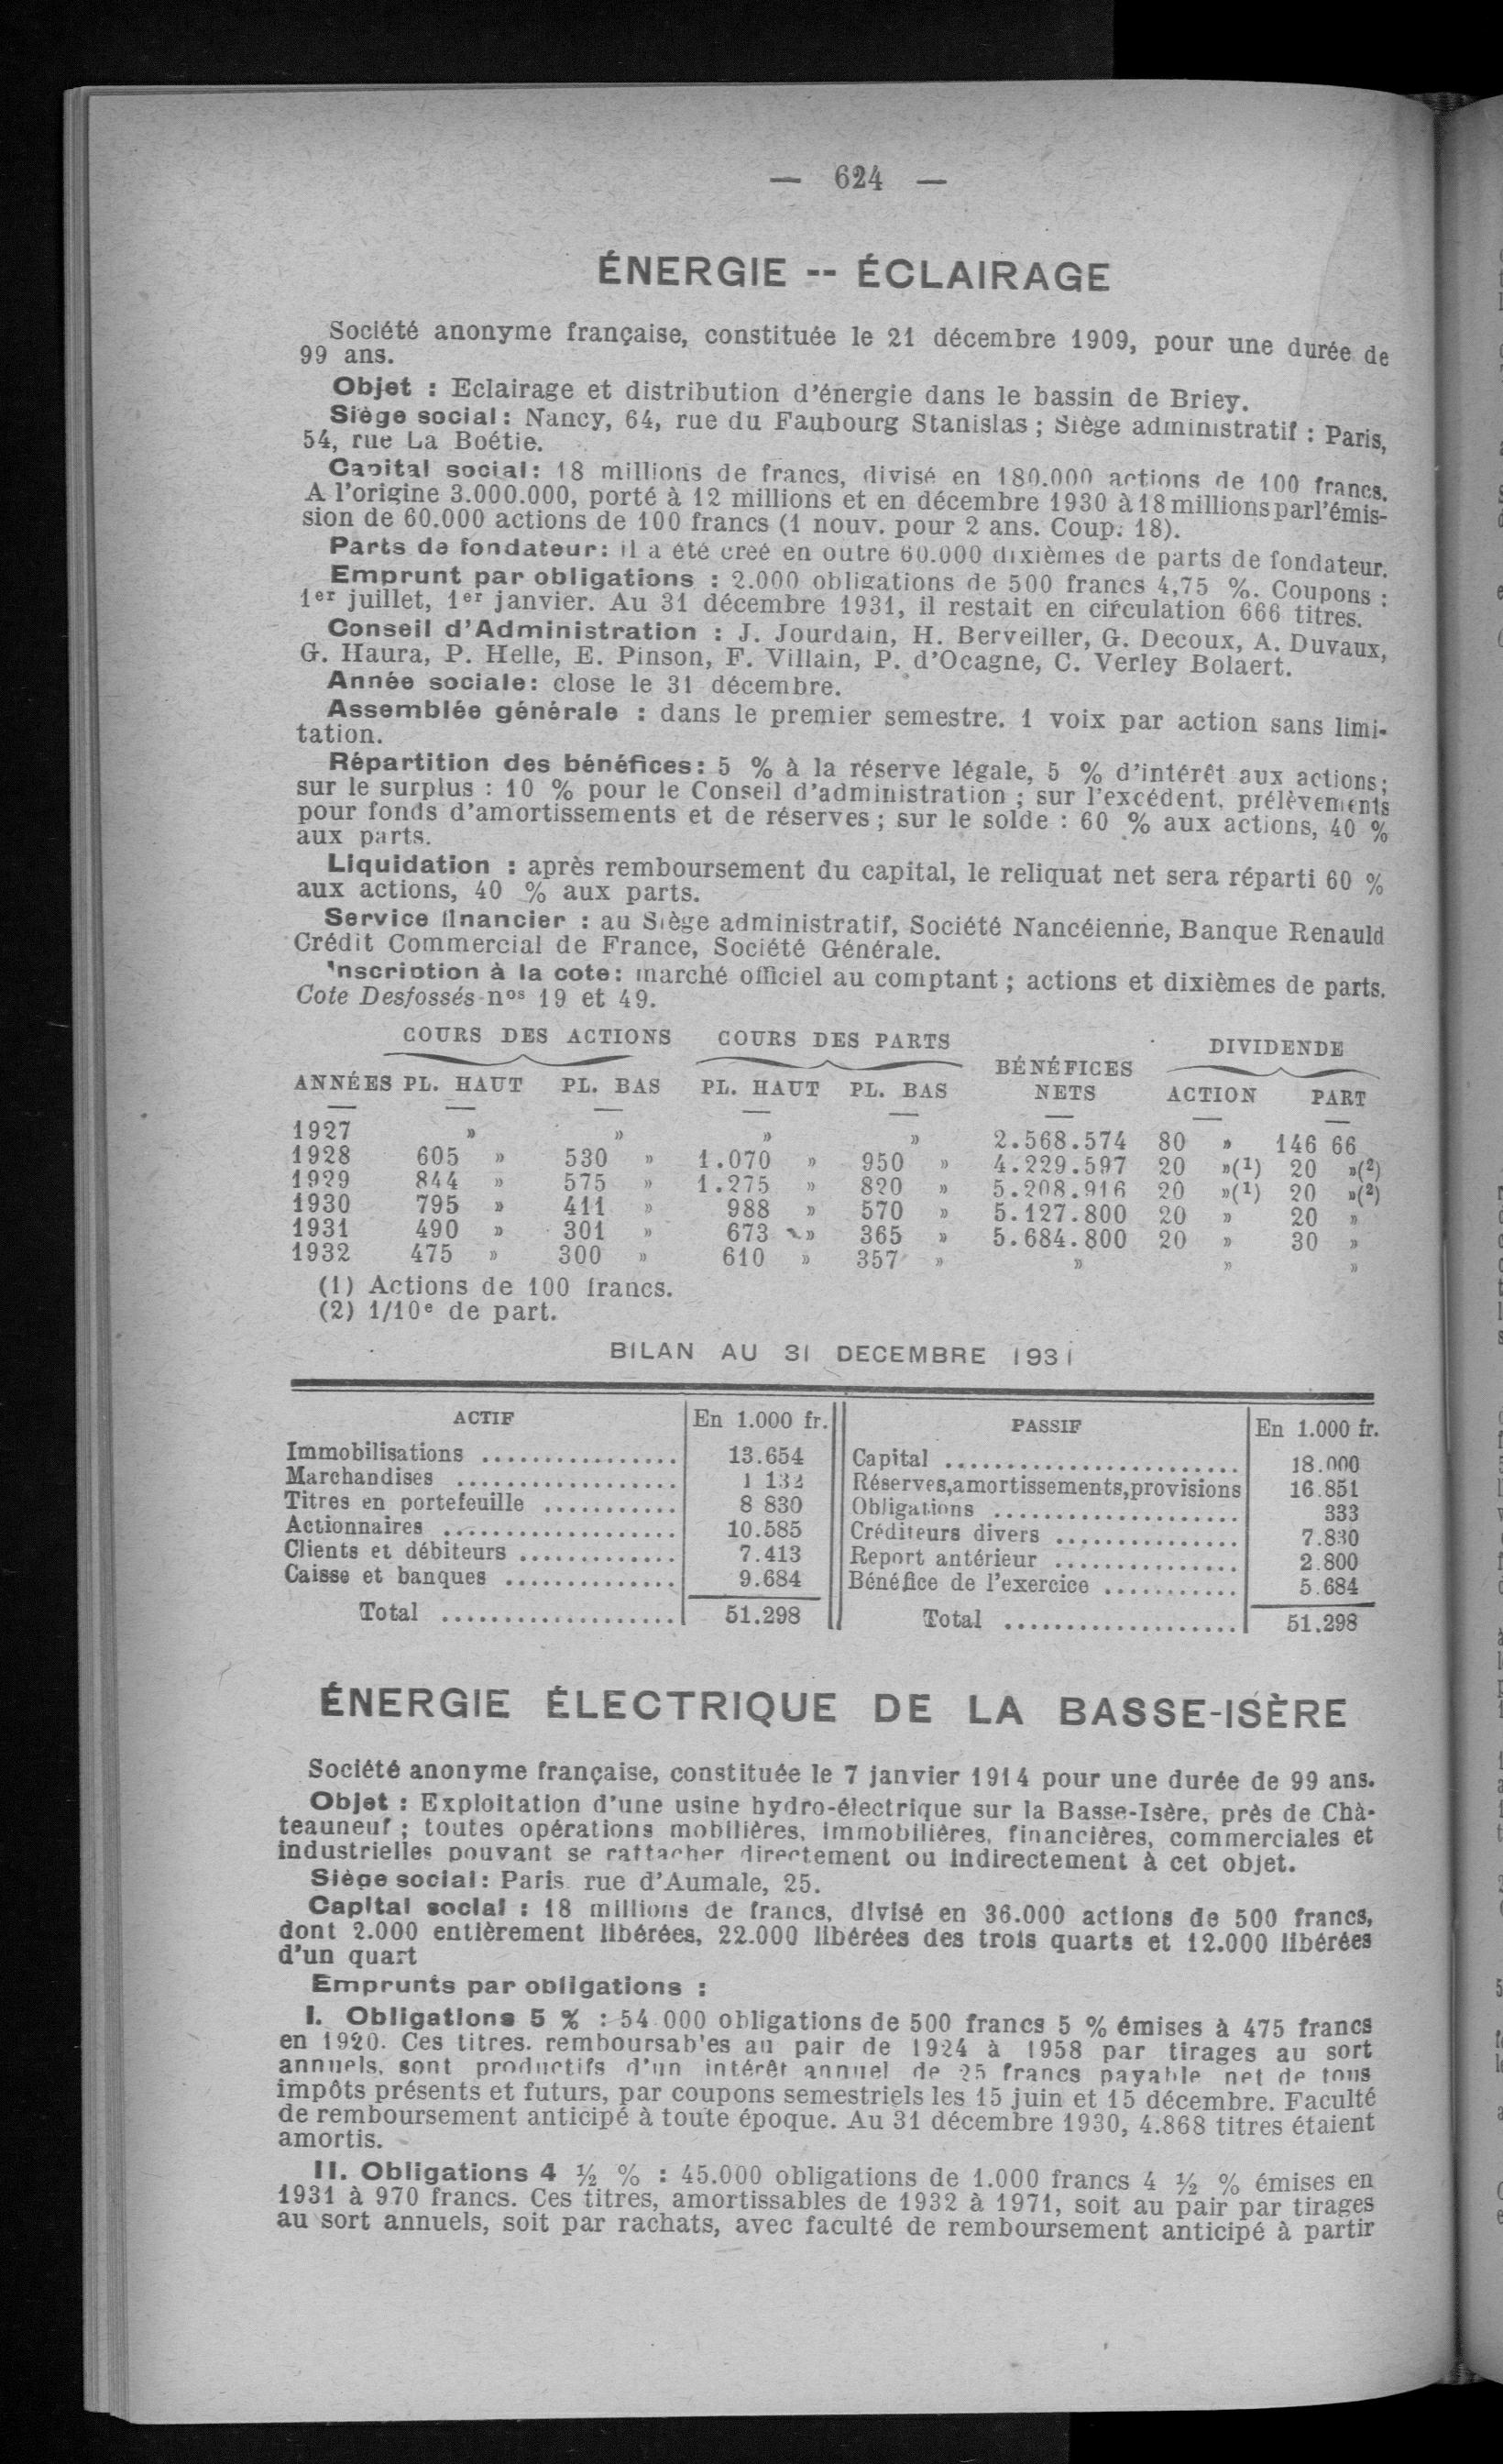 — 624 —
ÉNERGIE -- ÉCLAIRAGE
Société anonyme française, constituée le 21 décembre 1909, pour une durée de
99 ans.
Objet : Eclairage et distribution d'énergie dans le bassin de Briey.
Siège social : Nancy, 64, rue du Faubourg Stanislas ; Siège administratif : Paris,
54, rue La Boétie.
Capital social : 18 millions de francs, divisé en 180.000 actions de 100 francs.
A l'origine 3.000.000, porté à 12 millions et en décembre 1930 à 18 millions par l'émis-
sion de 60.000 actions de 100 francs (1 nouv. pour 2 ans. Coup. 18).
Parts de fondateur : il a été creé en outre 60.000 dixièmes de parts de fondateur.
Emprunt par obligations : 2.000 obligations de 500 francs 4,75 %. Coupons :
1er juillet, 1er janvier. Au 31 décembre 1931, il restait en circulation 666 titres.
Conseil d'Administration : J. Jourdain, H. Berveiller, G. Decoux, A. Duvaux,
G. Haura, P. Helle, E. Pinson, F. Villain, P. d'Ocagne, C. Verley Bolaert.
Année sociale : close le 31 décembre.
Assemblée générale : dans le premier semestre. 1 voix par action sans limi-
tation.
Répartition des bénéfices : 5 % à la réserve légale, 5 % d'intérêt aux actions ;
sur le surplus : 10 % pour le Conseil d'administration ; sur l'excédent, prélèvements
pour fonds d'amortissements et de réserves ; sur le solde : 60 % aux actions, 40 %
aux parts.
Liquidation : après remboursement du capital, le reliquat net sera réparti 60 %
aux actions, 40 % aux parts.
Service financier : au Siège administratif, Société Nancéienne, Banque Renauld
Crédit Commercial de France, Société Générale.
Inscription à la cote : marché officiel au comptant ; actions et dixièmes de parts.
Cote Desfossés nos 19 et 49.
COURS DES ACTIONS COURS DES PARTS BÉNÉFICES NETS DIVIDENDE
ANNÉES PL. HAUT PL. BAS PL. HAUT PL. BAS ACTION PART
1927 » » » » 2.568.574 80 » 146 66
1928 605 » 530 » 1.070 » 950 » 4.229.597 20 »(1) 20 »(2)
1929 844 » 575 » 1.275 » 820 » 5.208.916 20 »(1) 20 »(2)
1930 795 » 411 » 988 » 570 » 5.127.800 20 » 20 »
1931 490 » 301 » 673 » 365 » 5.684.800 20 » 30 »
1932 475 » 300 » 610 » 357 » » » »
(1) Actions de 100 francs.
(2) 1/10e de part.
BILAN AU 31 DECEMBRE 1931
ACTIF En 1.000 fr. PASSIF En 1.000 fr.
Immobilisations ................ 13.654 Capital ........................ 18.000
Marchandises .................. 1 132 Réserves,amortissements,provisions 16.851
Titres en portefeuille ........... 8 830 Obligations .................... 333
Actionnaires ................... 10.585 Créditeurs divers ............... 7.830
Clients et débiteurs ............. 7.413 Report antérieur ............... 2.800
Caisse et banques .............. 9.684 Bénéfice de l'exercice ........... 5.684
Total ................... 51.298 Total ................... 51.298
ÉNERGIE ÉLECTRIQUE DE LA BASSE-ISÈRE
Société anonyme française, constituée le 7 janvier 1914 pour une durée de 99 ans.
Objet : Exploitation d'une usine hydro-électrique sur la Basse-Isère, près de Châ-
teauneuf ; toutes opérations mobilières, immobilières, financières, commerciales et
industrielles pouvant se rattacher directement ou indirectement à cet objet.
Siège social : Paris rue d'Aumale, 25.
Capital social : 18 millions de francs, divisé en 36.000 actions de 500 francs,
dont 2.000 entièrement libérées, 22.000 libérées des trois quarts et 12.000 libérées
d'un quart
Emprunts par obligations :
I. Obligations 5 % : 54 000 obligations de 500 francs 5 % émises à 475 francs
en 1920. Ces titres. remboursab'es au pair de 1924 à 1958 par tirages au sort
annuels, sont productifs d'un intérêt annuel de 25 francs payable net de tous
impôts présents et futurs, par coupons semestriels les 15 juin et 15 décembre. Faculté
de remboursement anticipé à toute époque. Au 31 décembre 1930, 4.868 titres étaient
amortis.
II. Obligations 4 ½ % : 45.000 obligations de 1.000 francs 4 ½ % émises en
1931 à 970 francs. Ces titres, amortissables de 1932 à 1971, soit au pair par tirages
au sort annuels, soit par rachats, avec faculté de remboursement anticipé à partir